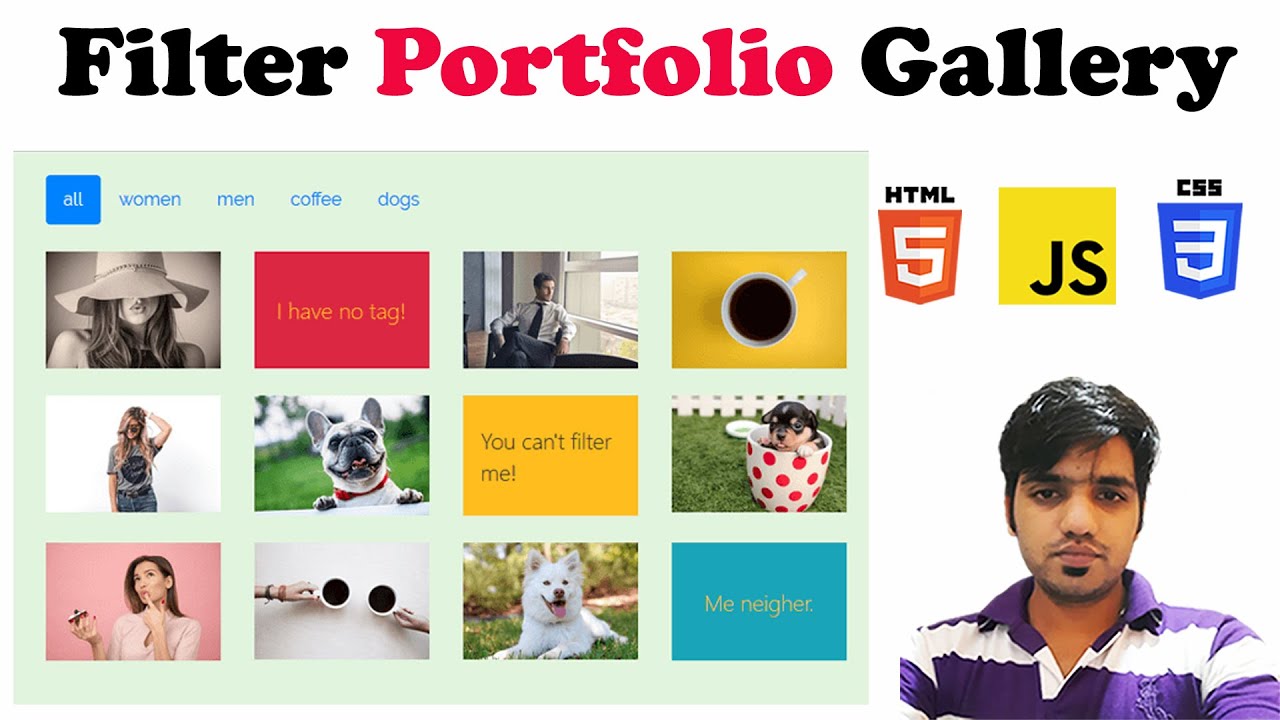 Filter Portfolio Gallery
all women men coffee dogs
HTML
5
JS
CSS
3
I have no tag!
You can't filter
me!
Me neigher.